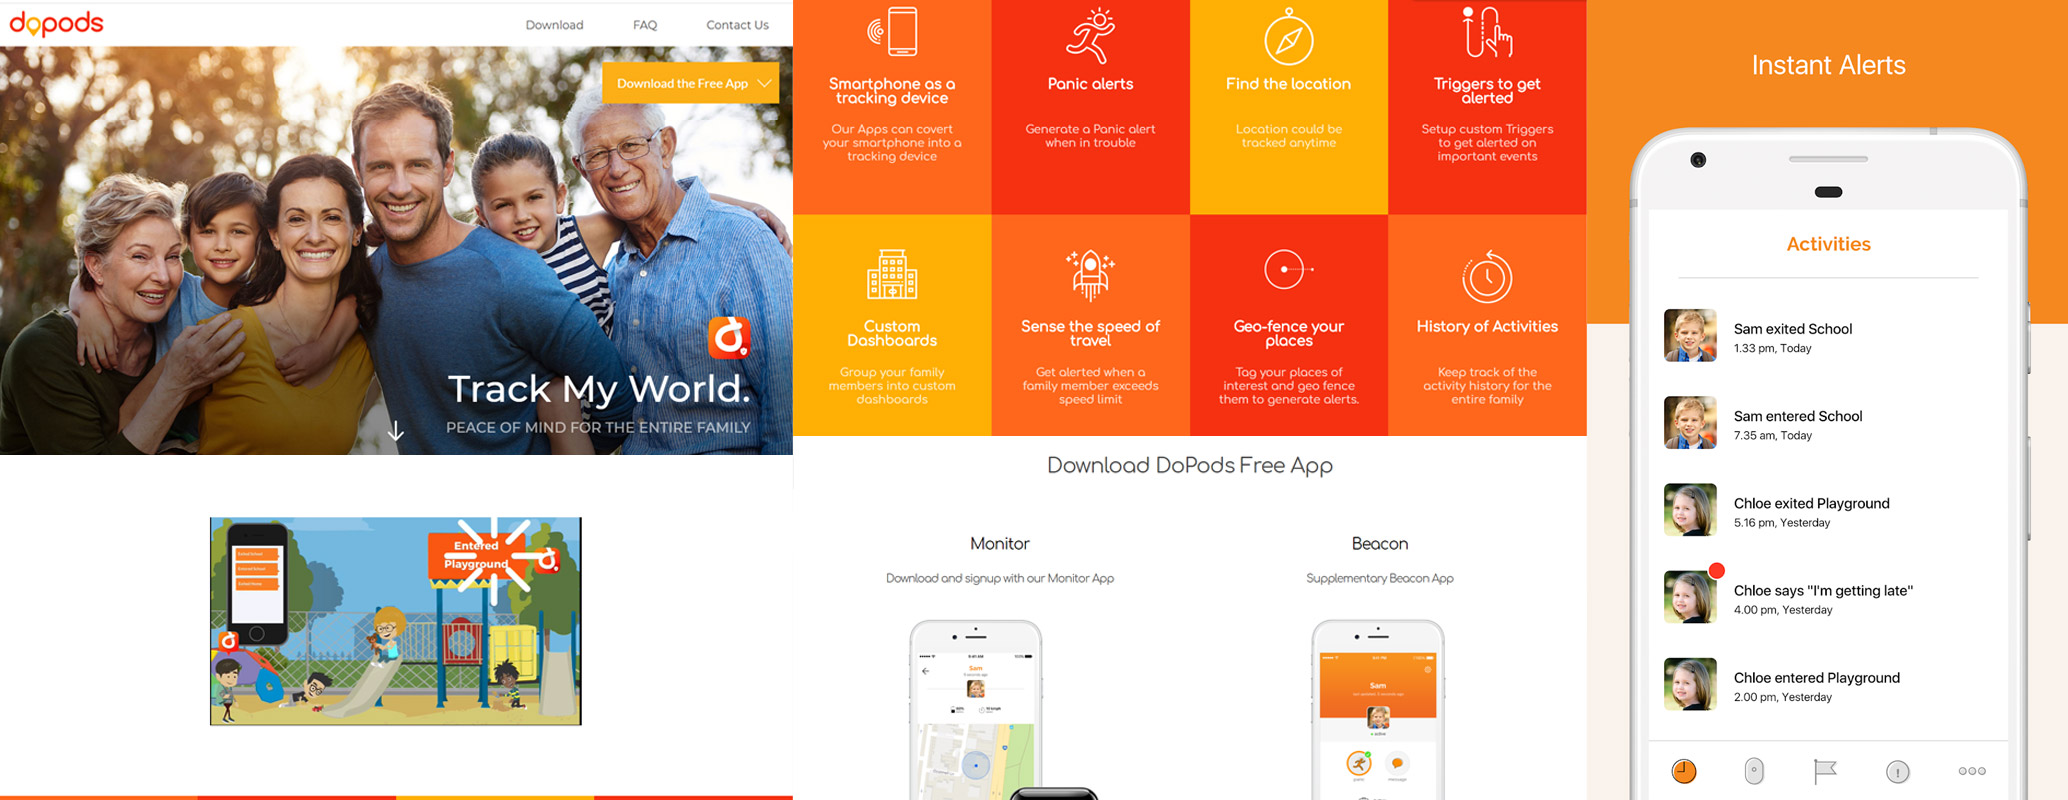 dopods
Download
FAQ
Contact Us
Download the Free App
Track My World.
PEACE OF MIND FOR THE ENTIRE FAMILY
Exited School
Entered School
Exited Home
Entered
Playground
Smartphone as a
tracking device
Our Apps can covert
your smartphone into a
tracking device
Panic alerts
Generate a Panic alert
when in trouble
Find the location
Location could be
tracked anytime
Triggers to get
alerted
Setup custom Triggers
to get alerted on
important events
Custom
Dashboards
Group your family
members into custom
dashboards
Sense the speed of
travel
Get alerted when a
family member exceeds
speed limit
Geo-fence your
places
Tag your places of
interest and geo fence
them to generate alerts.
History of Activities
Keep track of the
activity history for the
entire family
Download DoPods Free App
Monitor
Download and signup with our Monitor App
Sam
Beacon
Supplementary Beacon App
Sam
active
message
Instant Alerts
Activities
Sam exited School
1.33 pm, Today
Sam entered School
7.35 am, Today
Chloe exited Playground
5.16 pm, Yesterday
Chloe says "I'm getting late"
4.00 pm, Yesterday
Chloe entered Playground
2.00 pm, Yesterday